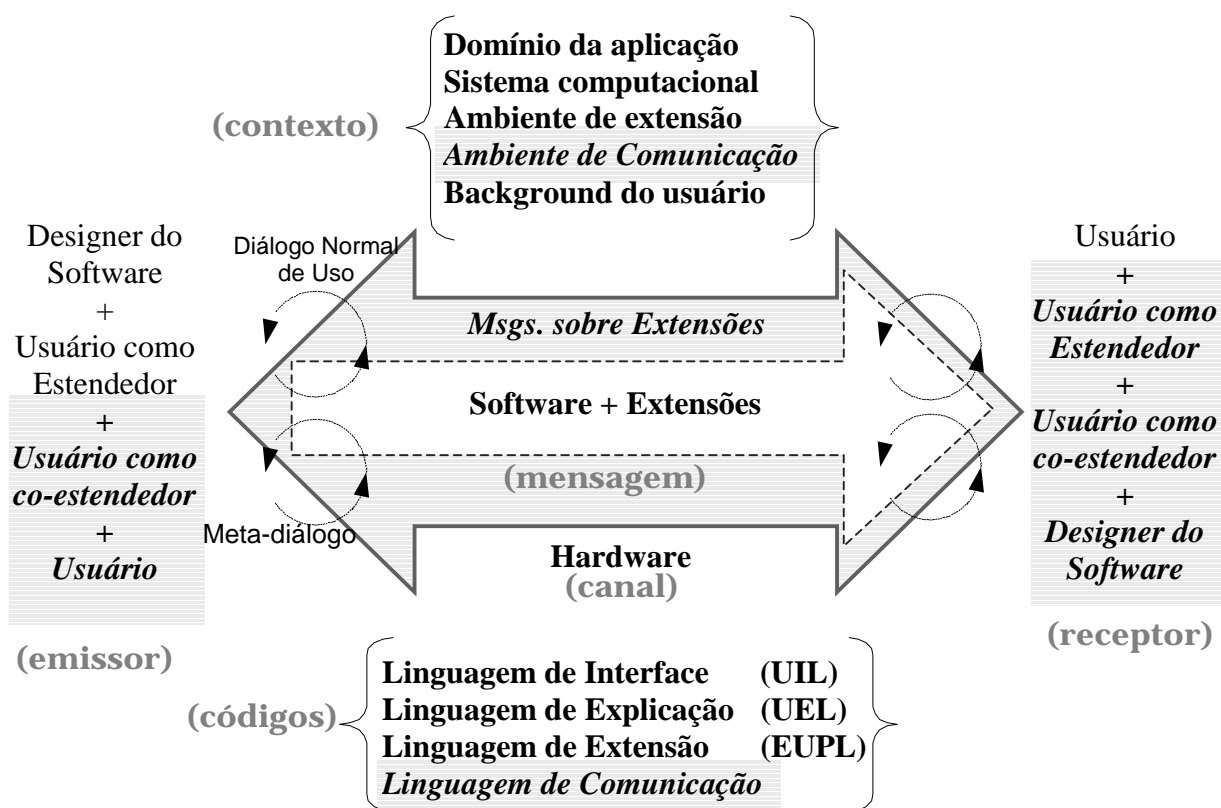 Domínio da aplicação
Sistema computacional
(contexto)
Ambiente de extensão
Ambiente de Comunicação
Background do usuário
Designer do
Software
+
Usuário como
Estendedor
+
Usuário como
co-estendedor
+
Usuário
(emissor)
Diálogo Normal
de Uso
Msgs. sobre Extensões
Software + Extensões
(mensagem)
Meta-diálogo
Hardware
(canal)
Usuário
+
Usuário como
Estendedor
+
Usuário como
co-estendedor
+
Designer do
Software
(receptor)
(códigos)
Linguagem de Interface (UIL)
Linguagem de Explicação (UEL)
Linguagem de Extensão (EUPL)
Linguagem de Comunicação